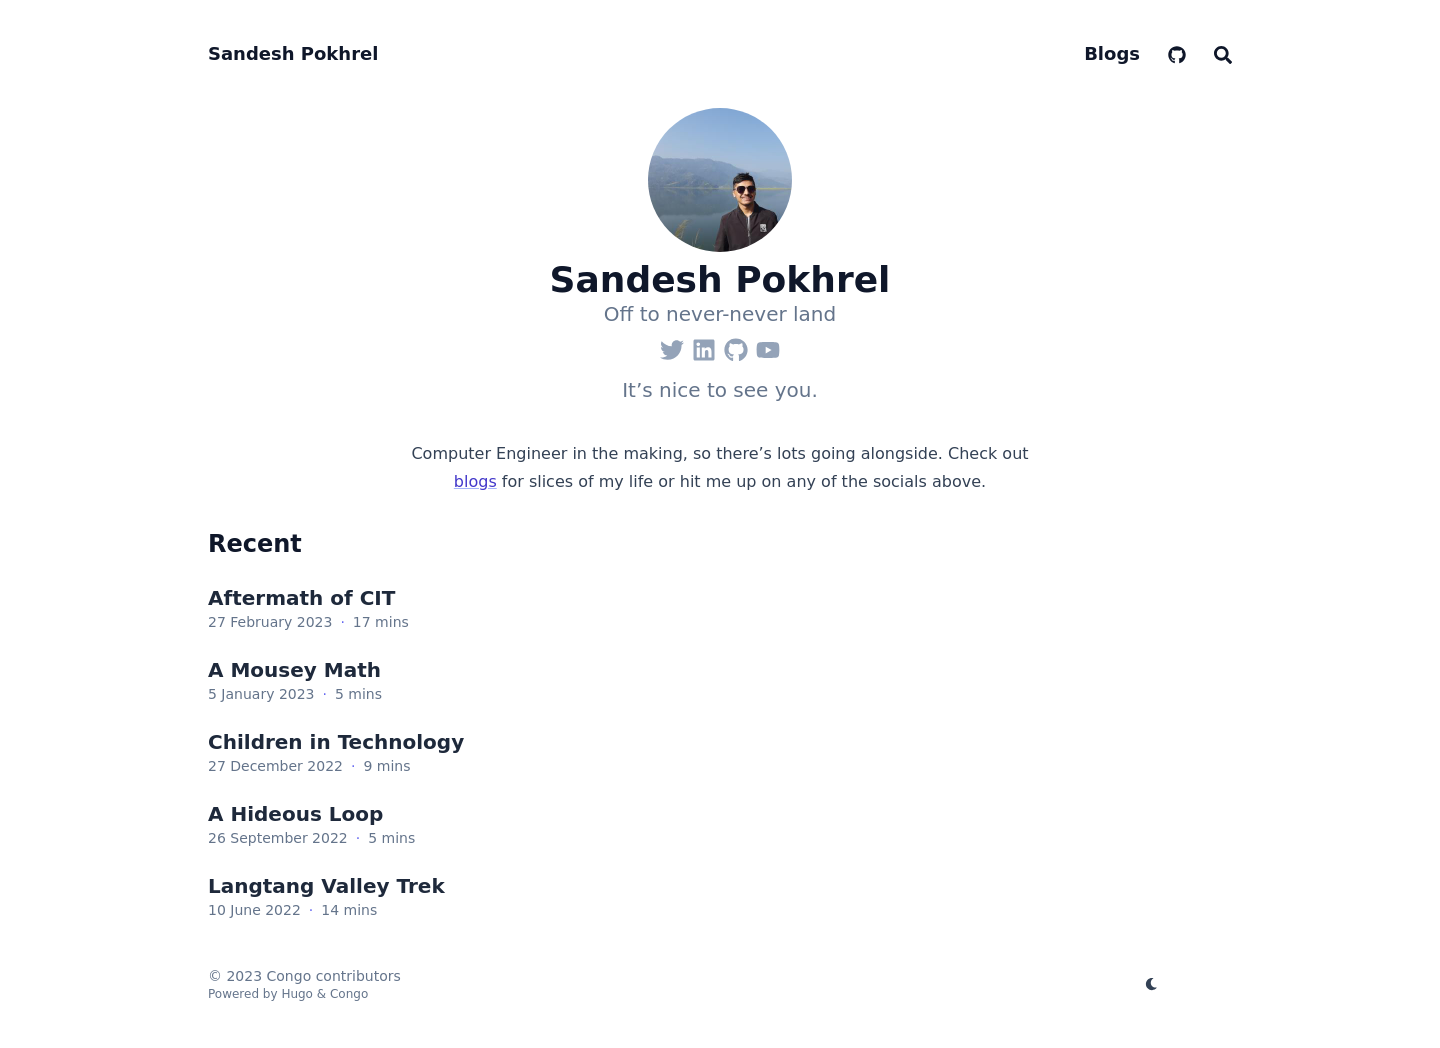 Sandesh Pokhrel
Blogs
Sandesh Pokhrel
Off to never-never land
It’s nice to see you.
Computer Engineer in the making, so there’s lots going alongside. Check out
blogs for slices of my life or hit me up on any of the socials above.
Recent
Aftermath of CIT
27 February 2023 · 17 mins
A Mousey Math
5 January 2023 · 5 mins
Children in Technology
27 December 2022 · 9 mins
A Hideous Loop
26 September 2022 · 5 mins
Langtang Valley Trek
10 June 2022 · 14 mins
© 2023 Congo contributors
Powered by Hugo & Congo